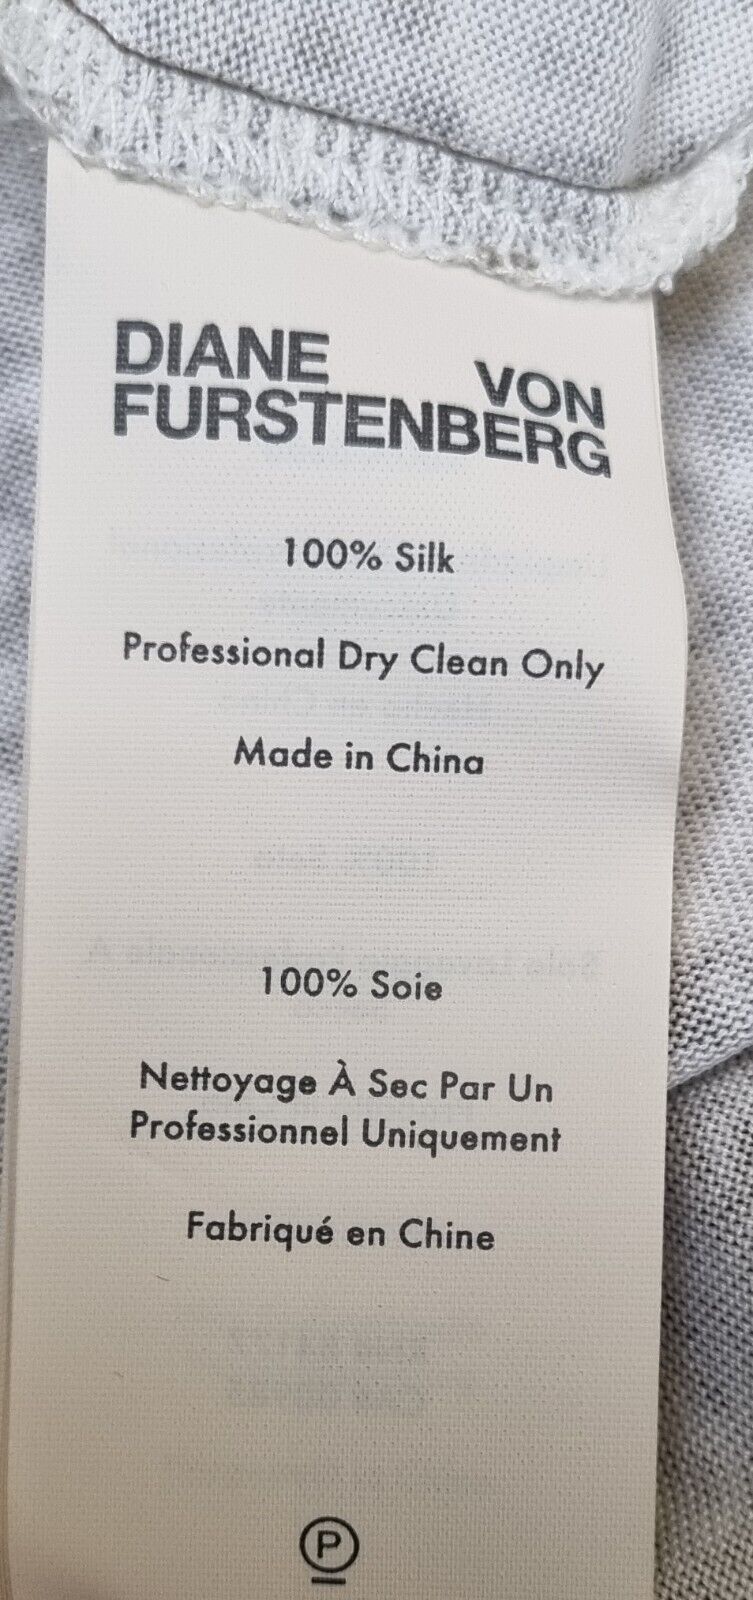 DIANE VON
FURSTENBERG
100% Silk
Professional Dry Clean Only
Made in China
100% Soie
Nettoyage À Sec Par Un
Professionnel Uniquement
Fabriqué en Chine
P